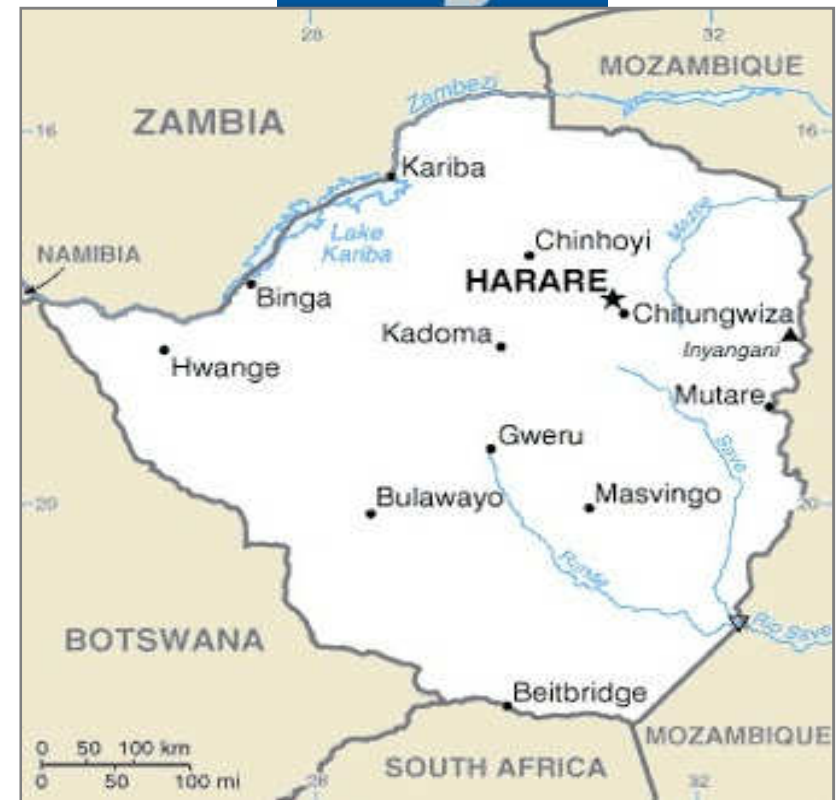 28 32
MOZAMBIQUE
Zambezi
ZAMBIA
16 16
Kariba
Mazoe
Lake
Kariba
Chinhoyi
NAMIBIA
HARARE
Binga
Chitungwiza
Kadoma
Inyangani
Hwange
Mutare
Gweru
Save
Bulawayo
Masvingo
20 20
Runde
Rio Save
BOTSWANA
Beitbridge
MOZAMBIQUE
0 50 100 km
0 50 100 mi
SOUTH AFRICA
28 32